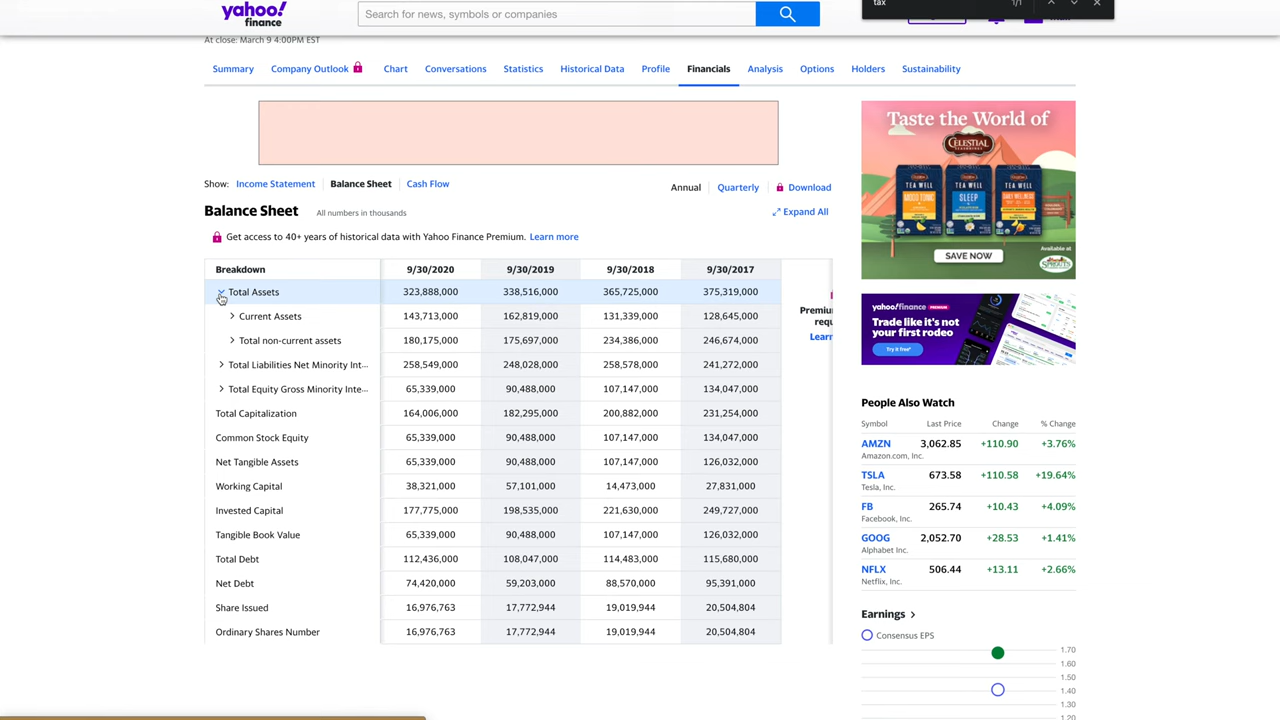 yahoo!
finance
Search for news, symbols or companies
tax
1/1
At close: March 9 4:00PM EST
Summary
Company Outlook
Chart
Conversations
Statistics
Historical Data
Profile
Financials
Analysis
Options
Holders
Sustainability
Show: Income Statement Balance Sheet Cash Flow
Annual Quarterly Download
Balance Sheet All numbers in thousands
Expand All
Get access to 40+ years of historical data with Yahoo Finance Premium. Learn more
Breakdown 9/30/2020 9/30/2019 9/30/2018 9/30/2017
Total Assets 323,888,000 338,516,000 365,725,000 375,319,000
Current Assets 143,713,000 162,819,000 131,339,000 128,645,000
Total non-current assets 180,175,000 175,697,000 234,386,000 246,674,000
Total Liabilities Net Minority Int... 258,549,000 248,028,000 258,578,000 241,272,000
Total Equity Gross Minority Inte... 65,339,000 90,488,000 107,147,000 134,047,000
Total Capitalization 164,006,000 182,295,000 200,882,000 231,254,000
Common Stock Equity 65,339,000 90,488,000 107,147,000 134,047,000
Net Tangible Assets 65,339,000 90,488,000 107,147,000 126,032,000
Working Capital 38,321,000 57,101,000 14,473,000 27,831,000
Invested Capital 177,775,000 198,535,000 221,630,000 249,727,000
Tangible Book Value 65,339,000 90,488,000 107,147,000 126,032,000
Total Debt 112,436,000 108,047,000 114,483,000 115,680,000
Net Debt 74,420,000 59,203,000 88,570,000 95,391,000
Share Issued 16,976,763 17,772,944 19,019,944 20,504,804
Ordinary Shares Number 16,976,763 17,772,944 19,019,944 20,504,804
Premium
requ
Learn
Taste the World of
CELESTIAL
SEASONINGS
TEA WELL
TEA WELL
TEA WELL
SLEEP
SAVE NOW
Available at
SPROUTS
yahoo!finance PREMIUM
Trade like it's not
your first rodeo
Try it free*
People Also Watch
Symbol Last Price Change % Change
AMZN 3,062.85 +110.90 +3.76%
Amazon.com, Inc.
TSLA 673.58 +110.58 +19.64%
Tesla, Inc.
FB 265.74 +10.43 +4.09%
Facebook, Inc.
GOOG 2,052.70 +28.53 +1.41%
Alphabet Inc.
NFLX 506.44 +13.11 +2.66%
Netflix, Inc.
Earnings
Consensus EPS
1.70
1.60
1.50
1.40
1.30
1.20